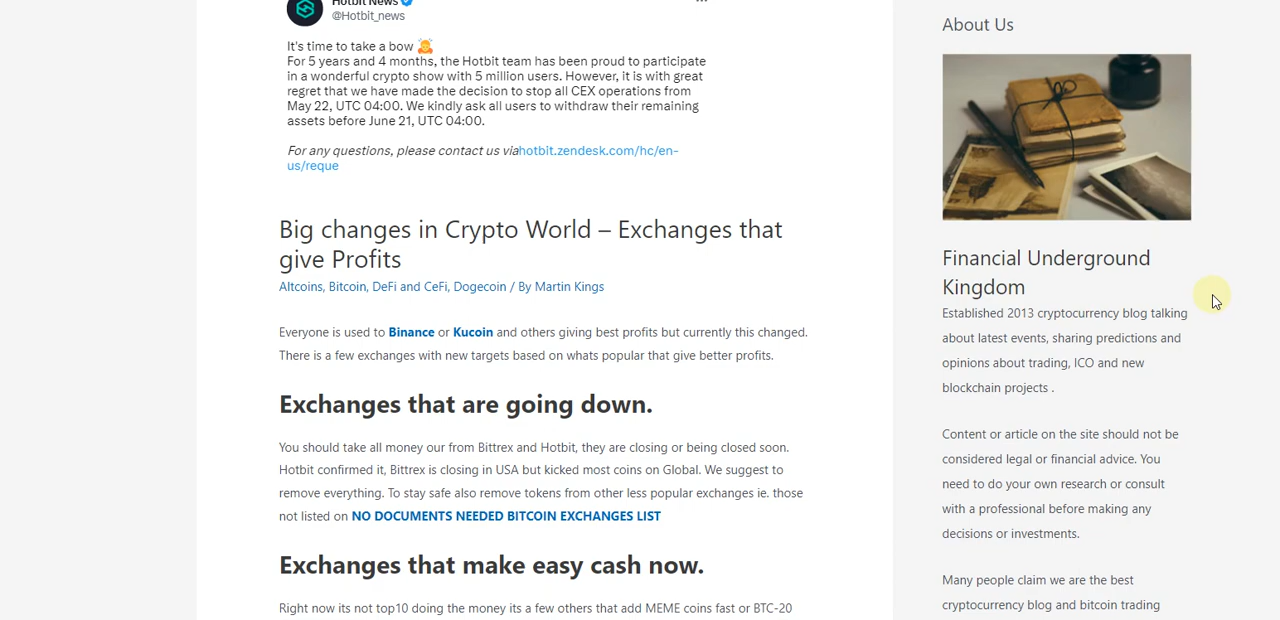 Hotbit News
@Hotbit_news
It's time to take a bow
For 5 years and 4 months, the Hotbit team has been proud to participate
in a wonderful crypto show with 5 million users. However, it is with great
regret that we have made the decision to stop all CEX operations from
May 22, UTC 04:00. We kindly ask all users to withdraw their remaining
assets before June 21, UTC 04:00.
For any questions, please contact us viahotbit.zendesk.com/hc/en-
us/reque
Big changes in Crypto World – Exchanges that
give Profits
Altcoins, Bitcoin, DeFi and CeFi, Dogecoin / By Martin Kings
Everyone is used to Binance or Kucoin and others giving best profits but currently this changed.
There is a few exchanges with new targets based on whats popular that give better profits.
Exchanges that are going down.
You should take all money our from Bittrex and Hotbit, they are closing or being closed soon.
Hotbit confirmed it, Bittrex is closing in USA but kicked most coins on Global. We suggest to
remove everything. To stay safe also remove tokens from other less popular exchanges ie. those
not listed on NO DOCUMENTS NEEDED BITCOIN EXCHANGES LIST
Exchanges that make easy cash now.
Right now its not top10 doing the money its a few others that add MEME coins fast or BTC-20
About Us
Financial Underground
Kingdom
Established 2013 cryptocurrency blog talking
about latest events, sharing predictions and
opinions about trading, ICO and new
blockchain projects .
Content or article on the site should not be
considered legal or financial advice. You
need to do your own research or consult
with a professional before making any
decisions or investments.
Many people claim we are the best
cryptocurrency blog and bitcoin trading